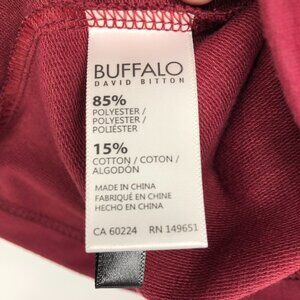 BUFFALO
DAVID BITTON
85%
POLYESTER /
POLYESTER /
POLIÉSTER
15%
COTTON / COTON /
ALGODÓN
MADE IN CHINA
FABRIQUÉ EN CHINE
HECHO EN CHINA
CA 60224 RN 149651